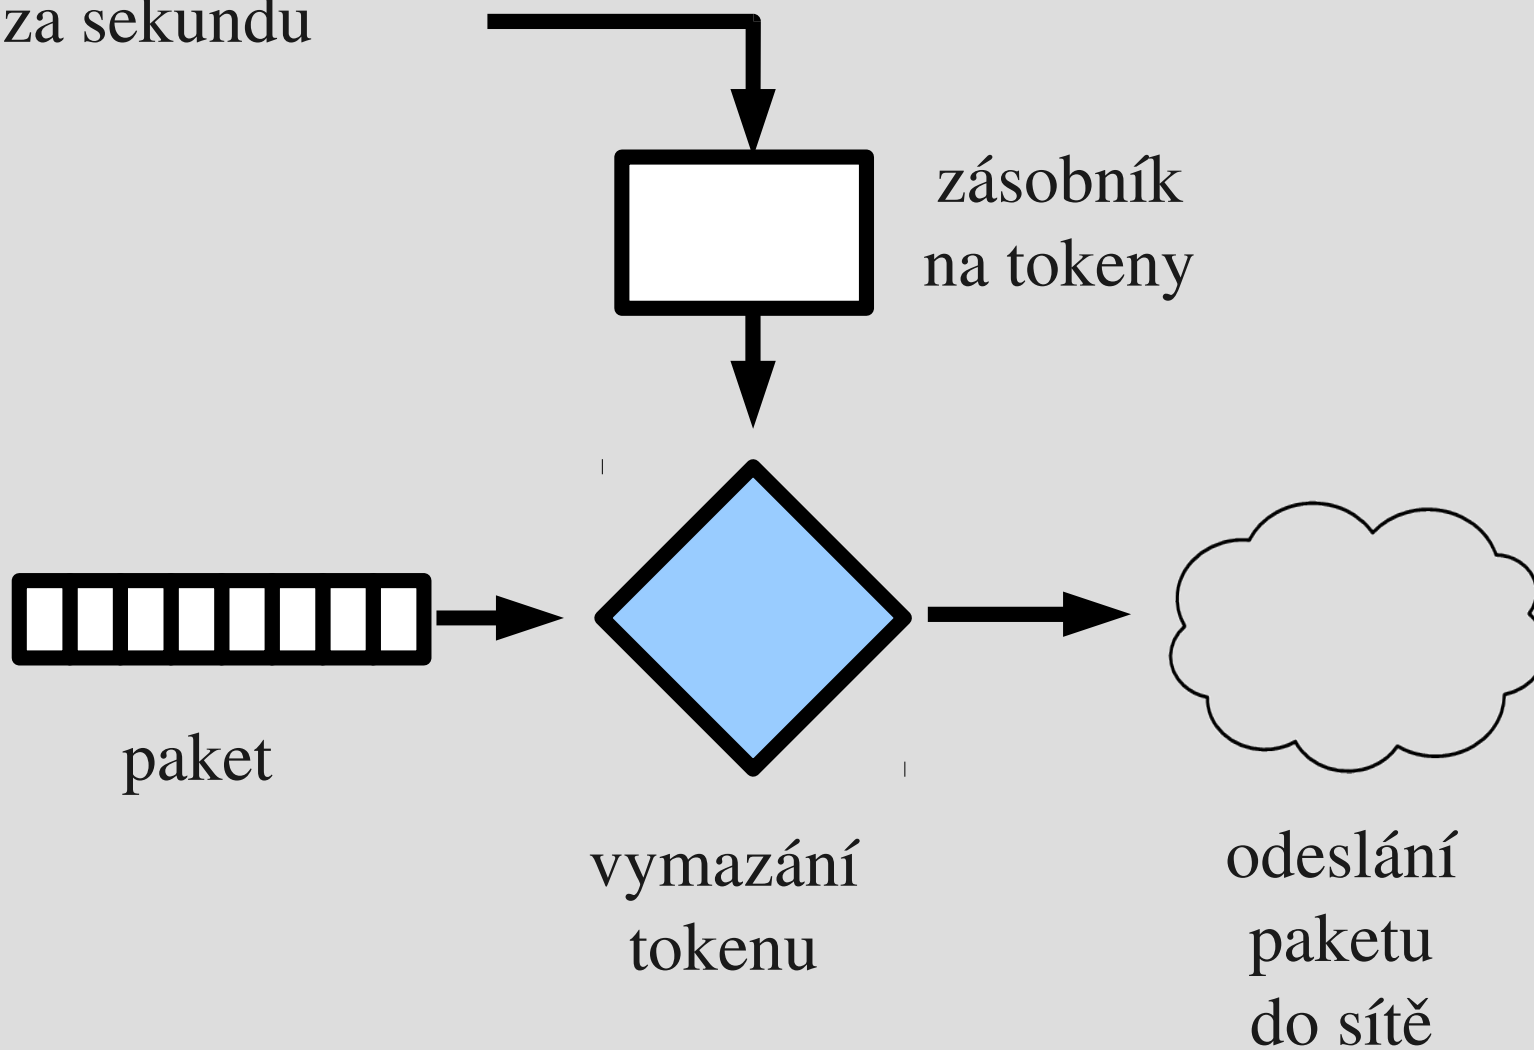 za sekundu
zásobník
na tokeny
paket
vymazání
tokenu
odeslání
paketu
do sítě